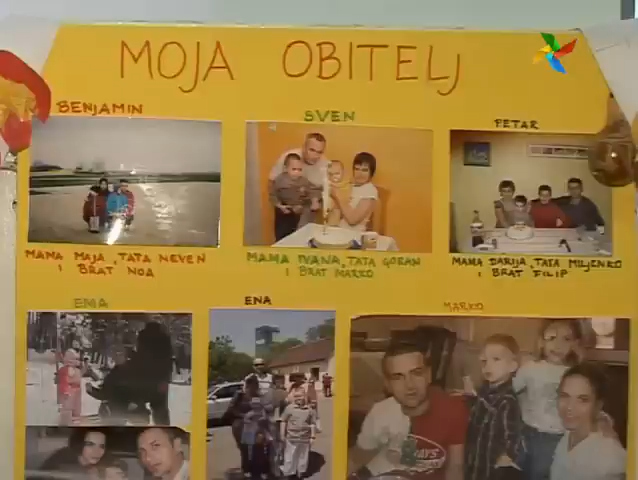 MOJA OBITELJ
BENJAMIN
SVEN
PETAR
MAMA MAJA, TATA NEVEN
I BRAT NOA
MAMA IVANA, TATA GORAN
I BRAT MARKO
MAMA DARIJA, TATA MILJENKO
I BRAT FILIP
EMA
ENA
MARKO